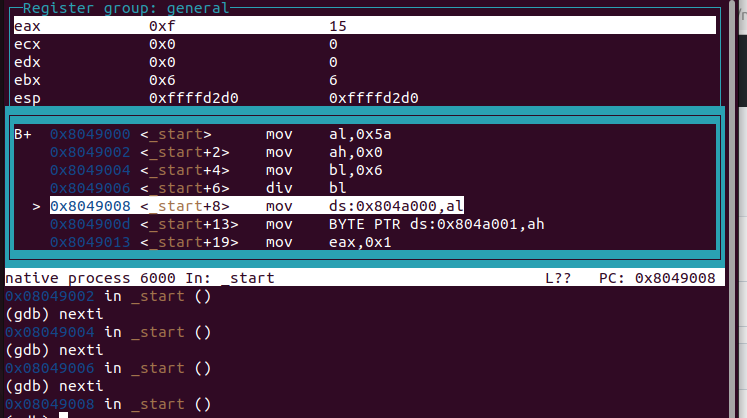 Register group: general
eax 0xf 15
ecx 0x0 0
edx 0x0 0
ebx 0x6 6
esp 0xffffd2d0 0xffffd2d0
B+ 0x8049000 <_start> mov al,0x5a
0x8049002 <_start+2> mov ah,0x0
0x8049004 <_start+4> mov bl,0x6
0x8049006 <_start+6> div bl
> 0x8049008 <_start+8> mov ds:0x804a000,al
0x804900d <_start+13> mov BYTE PTR ds:0x804a001,ah
0x8049013 <_start+19> mov eax,0x1
native process 6000 In: _start L?? PC: 0x8049008
0x08049002 in _start ()
(gdb) nexti
0x08049004 in _start ()
(gdb) nexti
0x08049006 in _start ()
(gdb) nexti
0x08049008 in _start ()
(gdb)